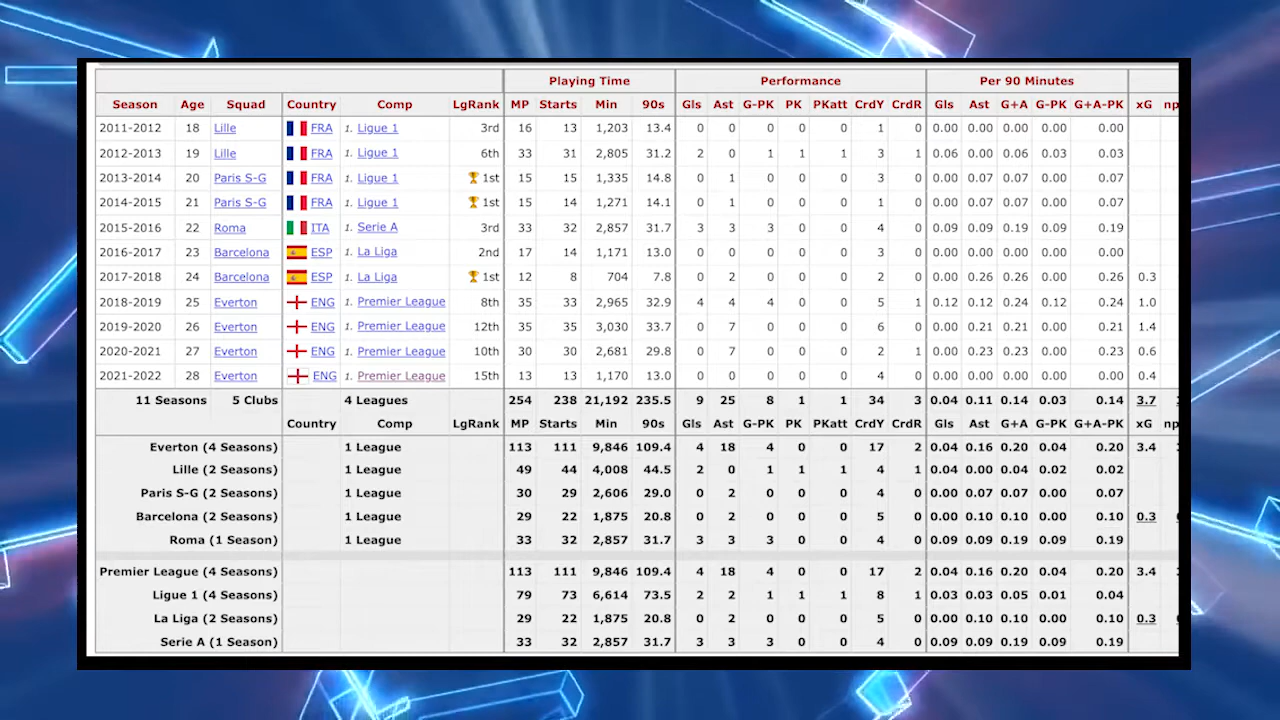 Playing Time Performance Per 90 Minutes
Season Age Squad Country Comp LgRank MP Starts Min 90s Gls Ast G-PK PK PKatt CrdY CrdR Gls Ast G+A G-PK G+A-PK xG
2011-2012 18 Lille FRA 1. Ligue 1 3rd 16 13 1,203 13.4 0 0 0 0 0 1 0 0.00 0.00 0.00 0.00 0.00
2012-2013 19 Lille FRA 1. Ligue 1 6th 33 31 2,805 31.2 2 0 1 1 1 3 1 0.06 0.00 0.06 0.03 0.03
2013-2014 20 Paris S-G FRA 1. Ligue 1 1st 15 15 1,335 14.8 0 1 0 0 0 3 0 0.00 0.07 0.07 0.00 0.07
2014-2015 21 Paris S-G FRA 1. Ligue 1 1st 15 14 1,271 14.1 0 1 0 0 0 1 0 0.00 0.07 0.07 0.00 0.07
2015-2016 22 Roma ITA 1. Serie A 3rd 33 32 2,857 31.7 3 3 3 0 0 4 0 0.09 0.09 0.19 0.09 0.19
2016-2017 23 Barcelona ESP 1. La Liga 2nd 17 14 1,171 13.0 0 0 0 0 0 3 0 0.00 0.00 0.00 0.00 0.00
2017-2018 24 Barcelona ESP 1. La Liga 1st 12 8 704 7.8 0 2 0 0 0 2 0 0.00 0.26 0.26 0.00 0.26 0.3
2018-2019 25 Everton ENG 1. Premier League 8th 35 33 2,965 32.9 4 4 4 0 0 5 1 0.12 0.12 0.24 0.12 0.24 1.0
2019-2020 26 Everton ENG 1. Premier League 12th 35 35 3,030 33.7 0 7 0 0 0 6 0 0.00 0.21 0.21 0.00 0.21 1.4
2020-2021 27 Everton ENG 1. Premier League 10th 30 30 2,681 29.8 0 7 0 0 0 2 1 0.00 0.23 0.23 0.00 0.23 0.6
2021-2022 28 Everton ENG 1. Premier League 15th 13 13 1,170 13.0 0 0 0 0 0 4 0 0.00 0.00 0.00 0.00 0.00 0.4
11 Seasons 5 Clubs 4 Leagues 254 238 21,192 235.5 9 25 8 1 1 34 3 0.04 0.11 0.14 0.03 0.14 3.7
Country Comp LgRank MP Starts Min 90s Gls Ast G-PK PK PKatt CrdY CrdR Gls Ast G+A G-PK G+A-PK xG
Everton (4 Seasons) 1 League 113 111 9,846 109.4 4 18 4 0 0 17 2 0.04 0.16 0.20 0.04 0.20 3.4
Lille (2 Seasons) 1 League 49 44 4,008 44.5 2 0 1 1 1 4 1 0.04 0.00 0.04 0.02 0.02
Paris S-G (2 Seasons) 1 League 30 29 2,606 29.0 0 2 0 0 0 4 0 0.00 0.07 0.07 0.00 0.07
Barcelona (2 Seasons) 1 League 29 22 1,875 20.8 0 2 0 0 0 5 0 0.00 0.10 0.10 0.00 0.10 0.3
Roma (1 Season) 1 League 33 32 2,857 31.7 3 3 3 0 0 4 0 0.09 0.09 0.19 0.09 0.19
Premier League (4 Seasons) 113 111 9,846 109.4 4 18 4 0 0 17 2 0.04 0.16 0.20 0.04 0.20 3.4
Ligue 1 (4 Seasons) 79 73 6,614 73.5 2 2 1 1 1 8 1 0.03 0.03 0.05 0.01 0.04
La Liga (2 Seasons) 29 22 1,875 20.8 0 2 0 0 0 5 0 0.00 0.10 0.10 0.00 0.10 0.3
Serie A (1 Season) 33 32 2,857 31.7 3 3 3 0 0 4 0 0.09 0.09 0.19 0.09 0.19